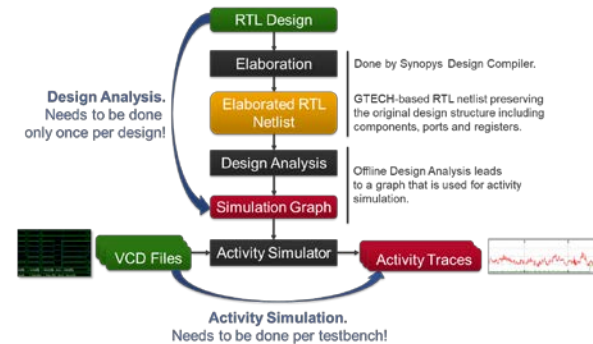 RTL Design
Elaboration
Done by Synopys Design Compiler.
Design Analysis.
Needs to be done
only once per design!
Elaborated RTL
Netlist
GTECH-based RTL netlist preserving
the original design structure including
components, ports and registers.
Design Analysis
Offline Design Analysis leads
to a graph that is used for activity
simulation.
Simulation Graph
VCD Files
Activity Simulator
Activity Traces
Activity Simulation.
Needs to be done per testbench!